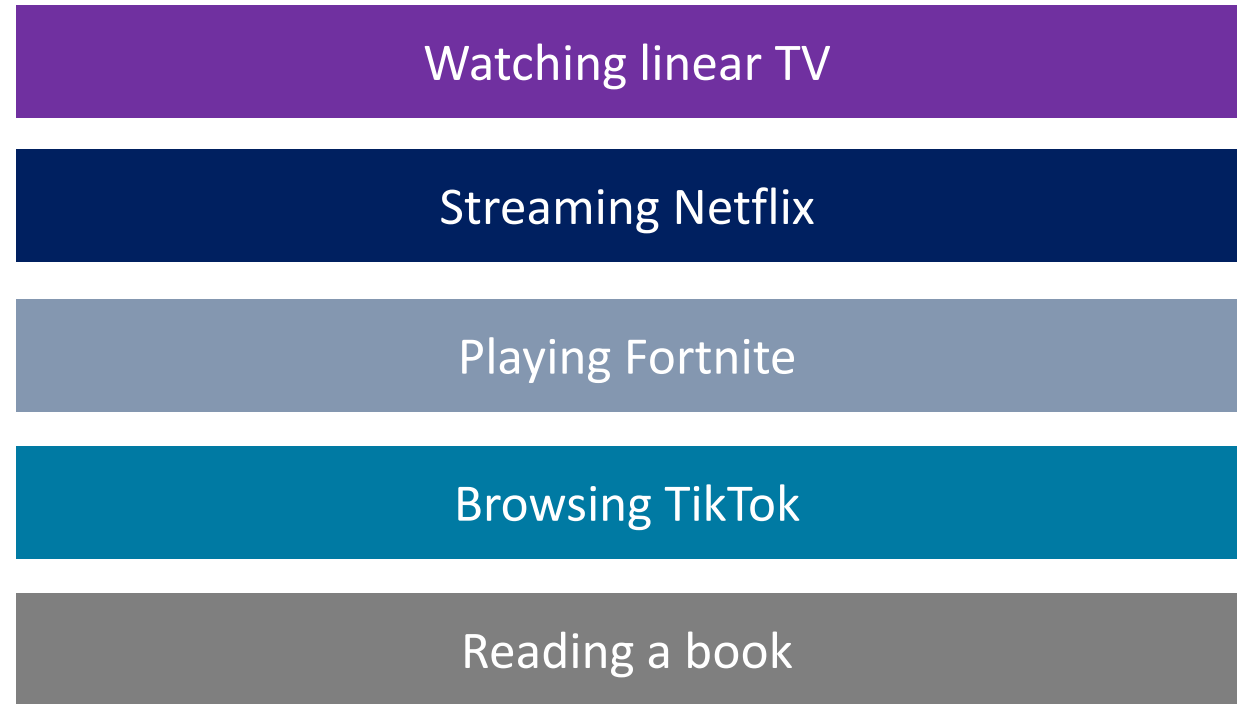 Watching linear TV
Streaming Netflix
Playing Fortnite
Browsing TikTok
Reading a book